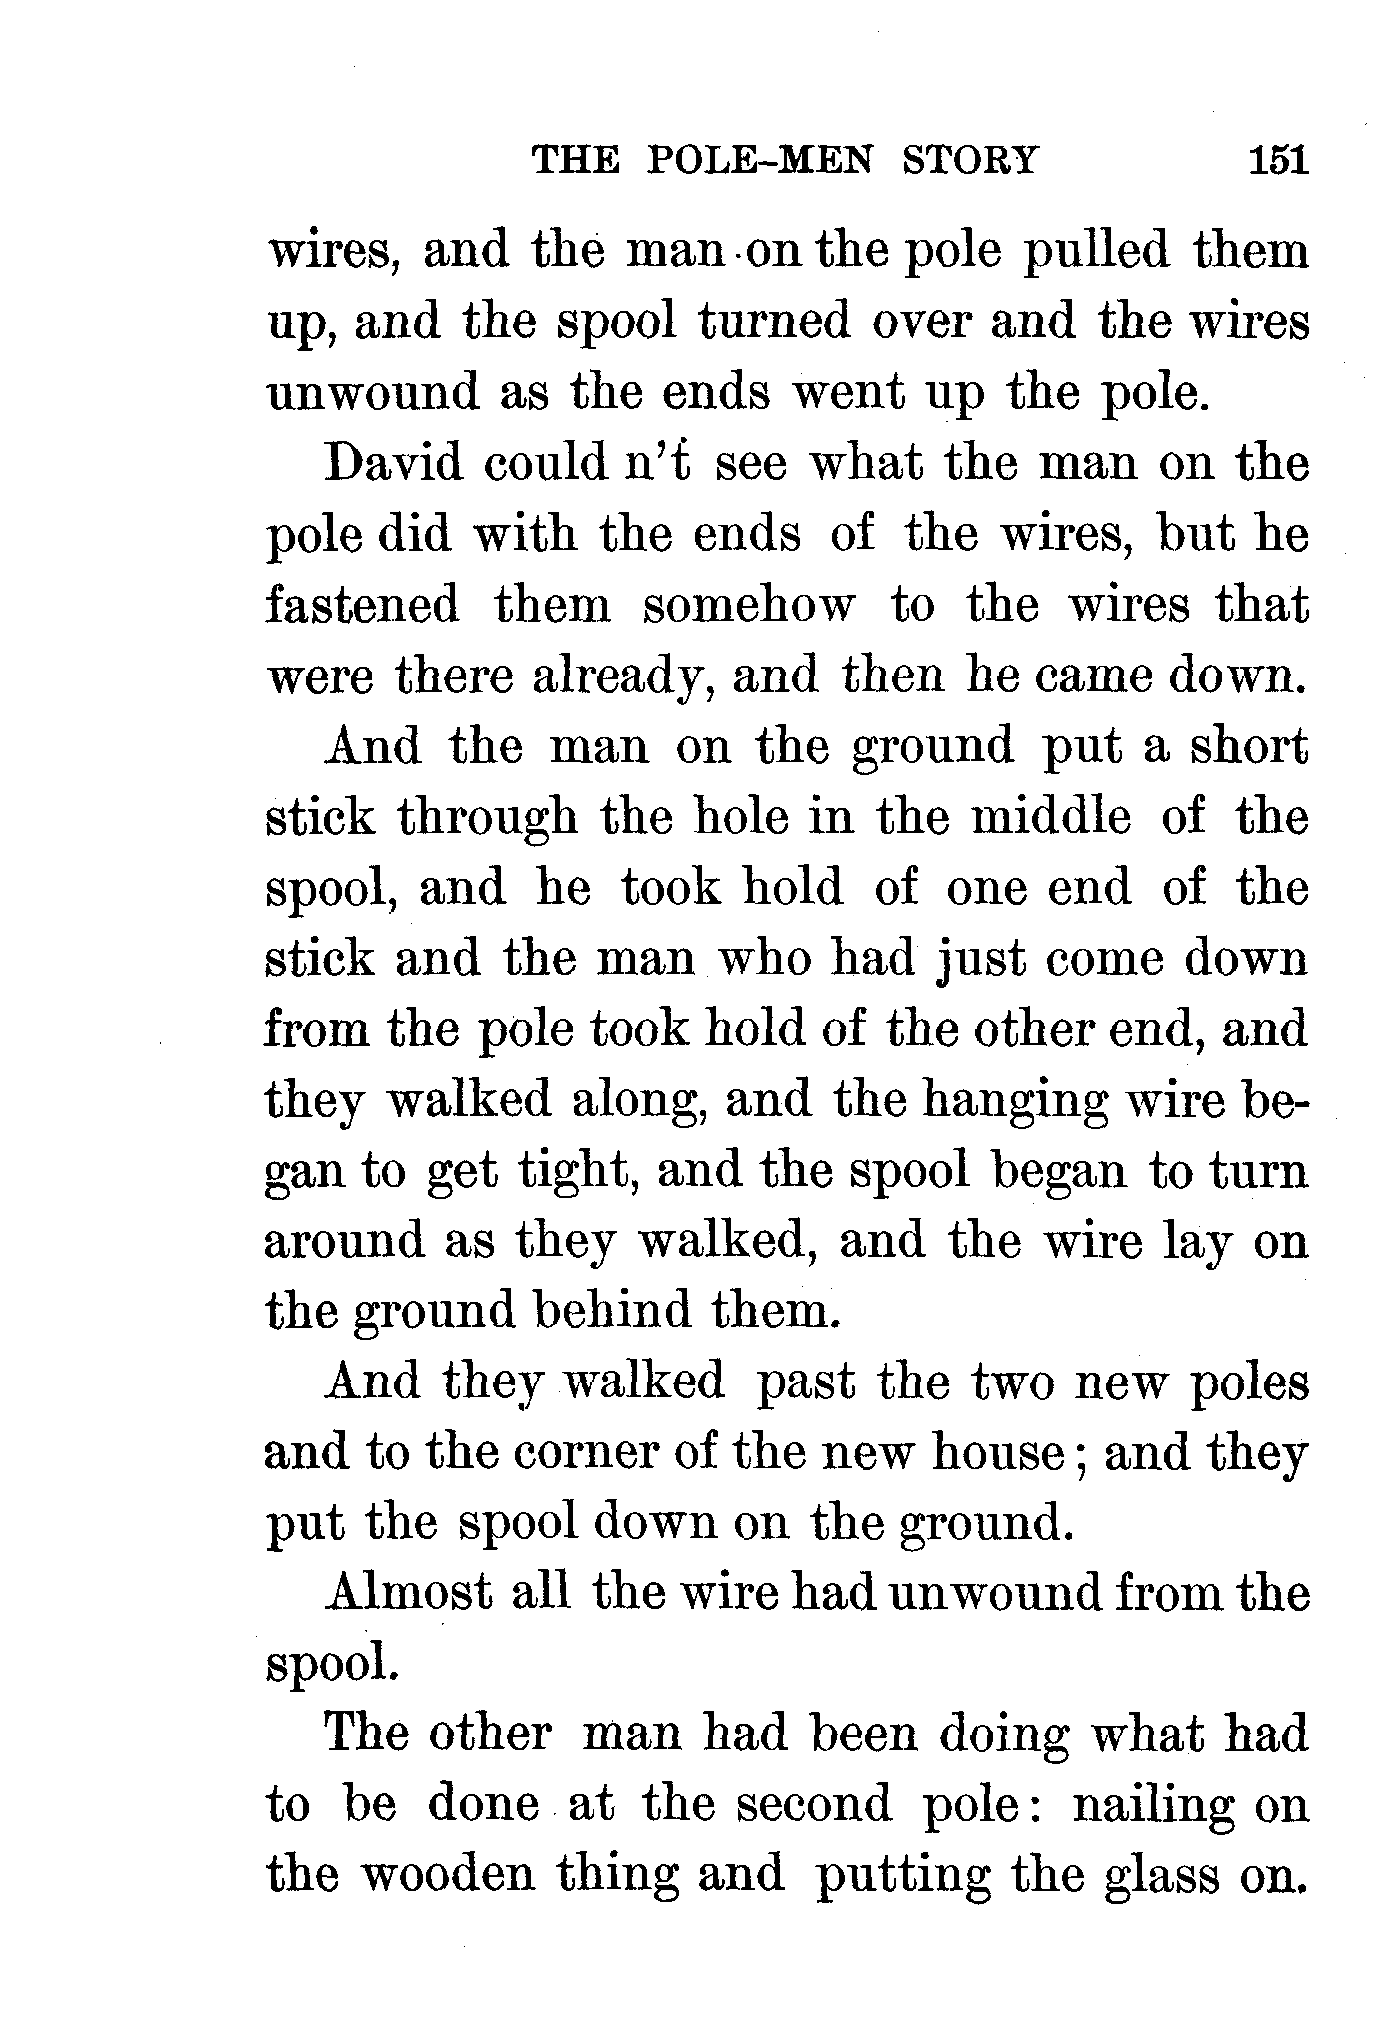 THE POLE-MEN STORY 151
wires, and the man on the pole pulled them
up, and the spool turned over and the wires
unwound as the ends went up the pole.
David could n't see what the man on the
pole did with the ends of the wires, but he
fastened them somehow to the wires that
were there already, and then he came down.
And the man on the ground put a short
stick through the hole in the middle of the
spool, and he took hold of one end of the
stick and the man who had just come down
from the pole took hold of the other end, and
they walked along, and the hanging wire be-
gan to get tight, and the spool began to turn
around as they walked, and the wire lay on
the ground behind them.
And they walked past the two new poles
and to the corner of the new house; and they
put the spool down on the ground.
Almost all the wire had unwound from the
spool.
The other man had been doing what had
to be done at the second pole: nailing on
the wooden thing and putting the glass on.